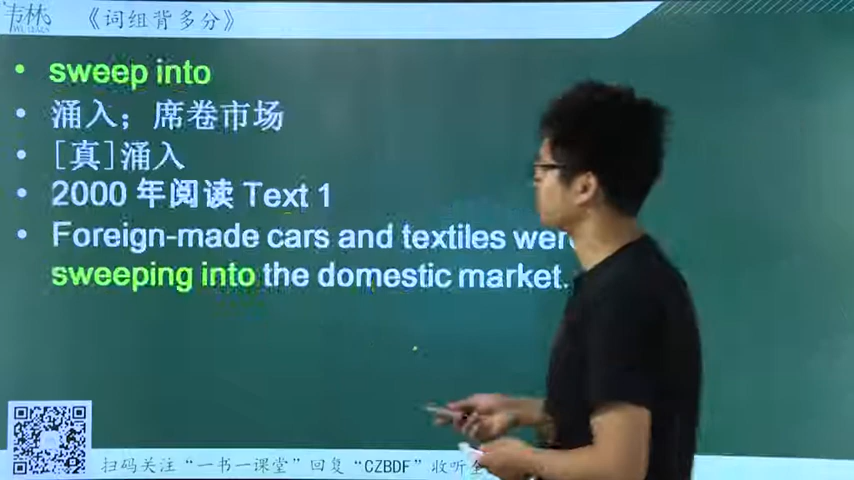 韦林
《词组背多分》
• sweep into
• 涌入；席卷市场
• [真]涌入
• 2000 年阅读 Text 1
• Foreign-made cars and textiles were
sweeping into the domestic market.
扫码关注“一书一课堂”回复“CZBDF”收听